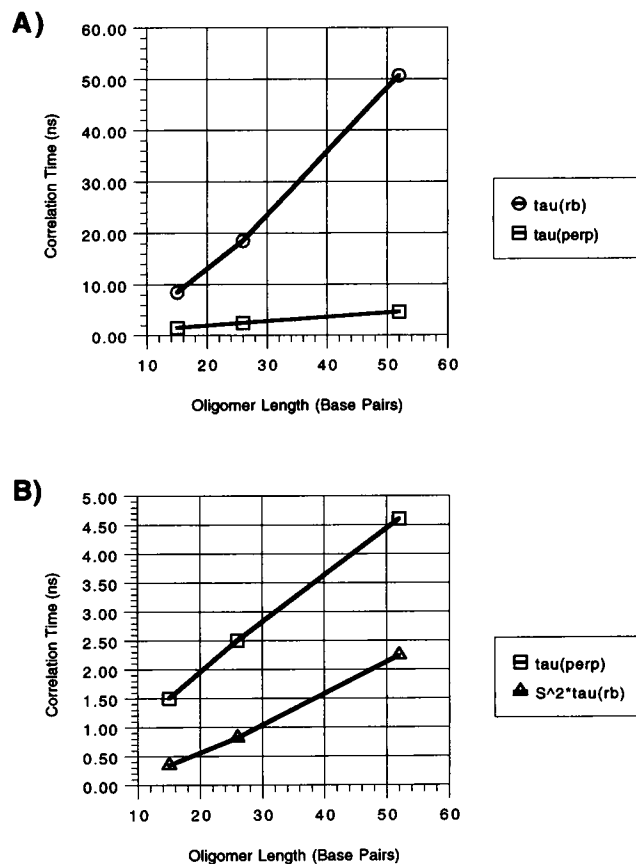 A)
60.00
50.00
40.00
30.00
20.00
10.00
0.00
Correlation Time (ns)
10 20 30 40 50 60
Oligomer Length (Base Pairs)
tau(rb)
tau(perp)
B)
5.00
4.50
4.00
3.50
3.00
2.50
2.00
1.50
1.00
0.50
0.00
Correlation Time (ns)
10 20 30 40 50 60
Oligomer Length (Base Pairs)
tau(perp)
S^2*tau(rb)